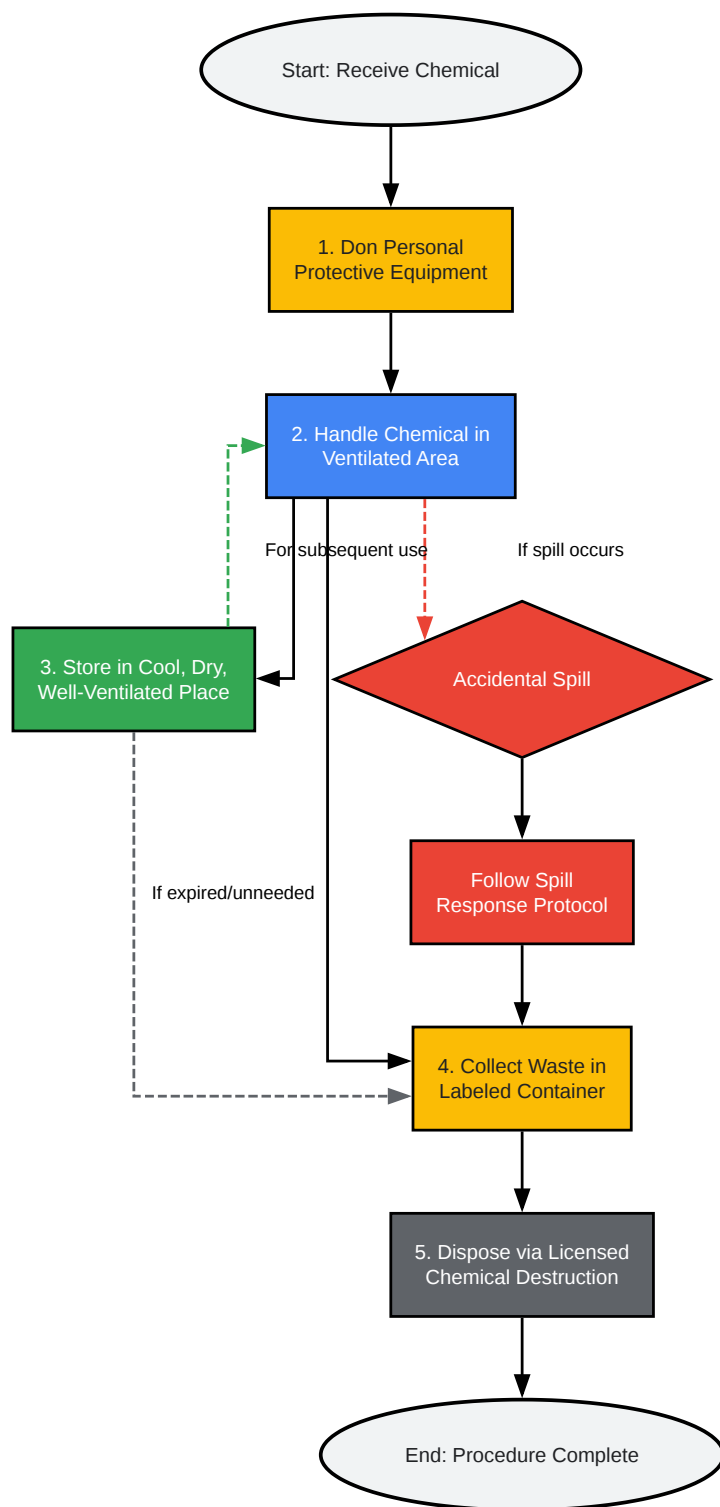 Start: Receive Chemical
1. Don Personal
Protective Equipment
2. Handle Chemical in
Ventilated Area
For subsequent use
If spill occurs
3. Store in Cool, Dry,
Well-Ventilated Place
Accidental Spill
If expired/unneeded
Follow Spill
Response Protocol
4. Collect Waste in
Labeled Container
5. Dispose via Licensed
Chemical Destruction
End: Procedure Complete